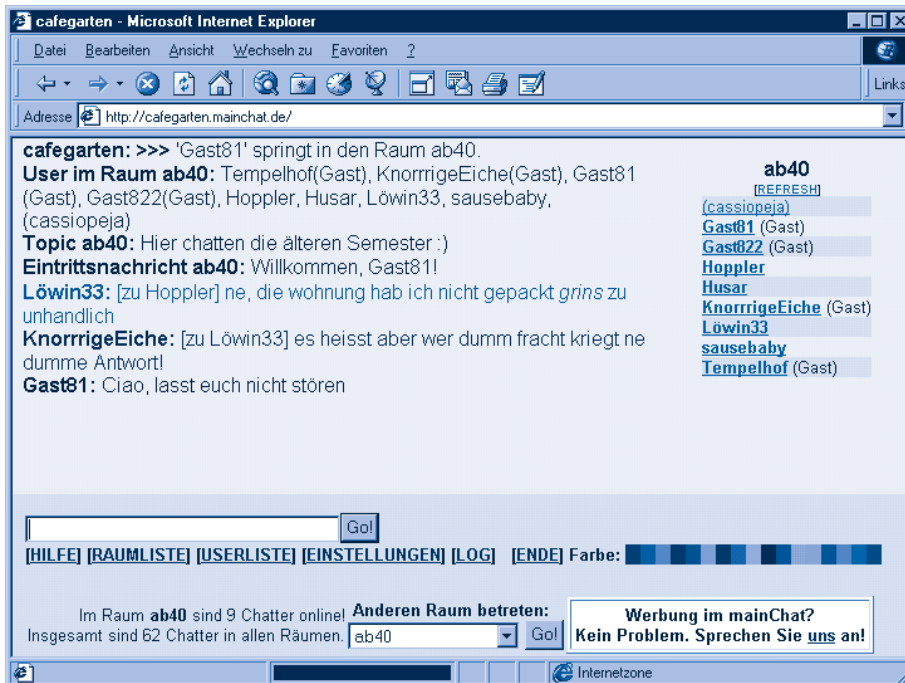 cafegarten - Microsoft Internet Explorer
Datei Bearbeiten Ansicht Wechseln zu Favoriten ?
Links
Adresse http://cafegarten.mainchat.de/
cafegarten: >>> 'Gast81' springt in den Raum ab40.
User im Raum ab40: Tempelhof(Gast), KnorrrigeEiche(Gast), Gast81
(Gast), Gast822(Gast), Hoppler, Husar, Löwin33, sausebaby,
(cassiopeja)
Topic ab40: Hier chatten die älteren Semester :)
Eintrittsnachricht ab40: Willkommen, Gast81!
Löwin33: [zu Hoppler] ne, die wohnung hab ich nicht gepackt grins zu
unhandlich
KnorrrigeEiche: [zu Löwin33] es heisst aber wer dumm fracht kriegt ne
dumme Antwort!
Gast81: Ciao, lasst euch nicht stören
ab40
[REFRESH]
(cassiopeja)
Gast81 (Gast)
Gast822 (Gast)
Hoppler
Husar
KnorrrigeEiche (Gast)
Löwin33
sausebaby
Tempelhof (Gast)
Go!
[HILFE] [RAUMLISTE] [USERLISTE] [EINSTELLUNGEN] [LOG] [ENDE] Farbe:
Im Raum ab40 sind 9 Chatter online!
Insgesamt sind 62 Chatter in allen Räumen.
Anderen Raum betreten:
ab40 Go!
Werbung im mainChat?
Kein Problem. Sprechen Sie uns an!
Internetzone